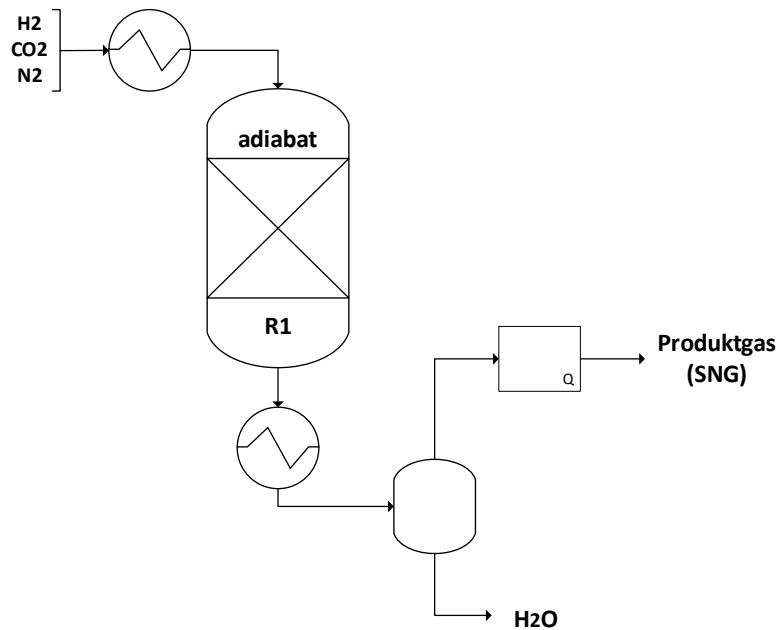 H2
CO2
N2
adiabat
R1
Q
Produktgas
(SNG)
H2O